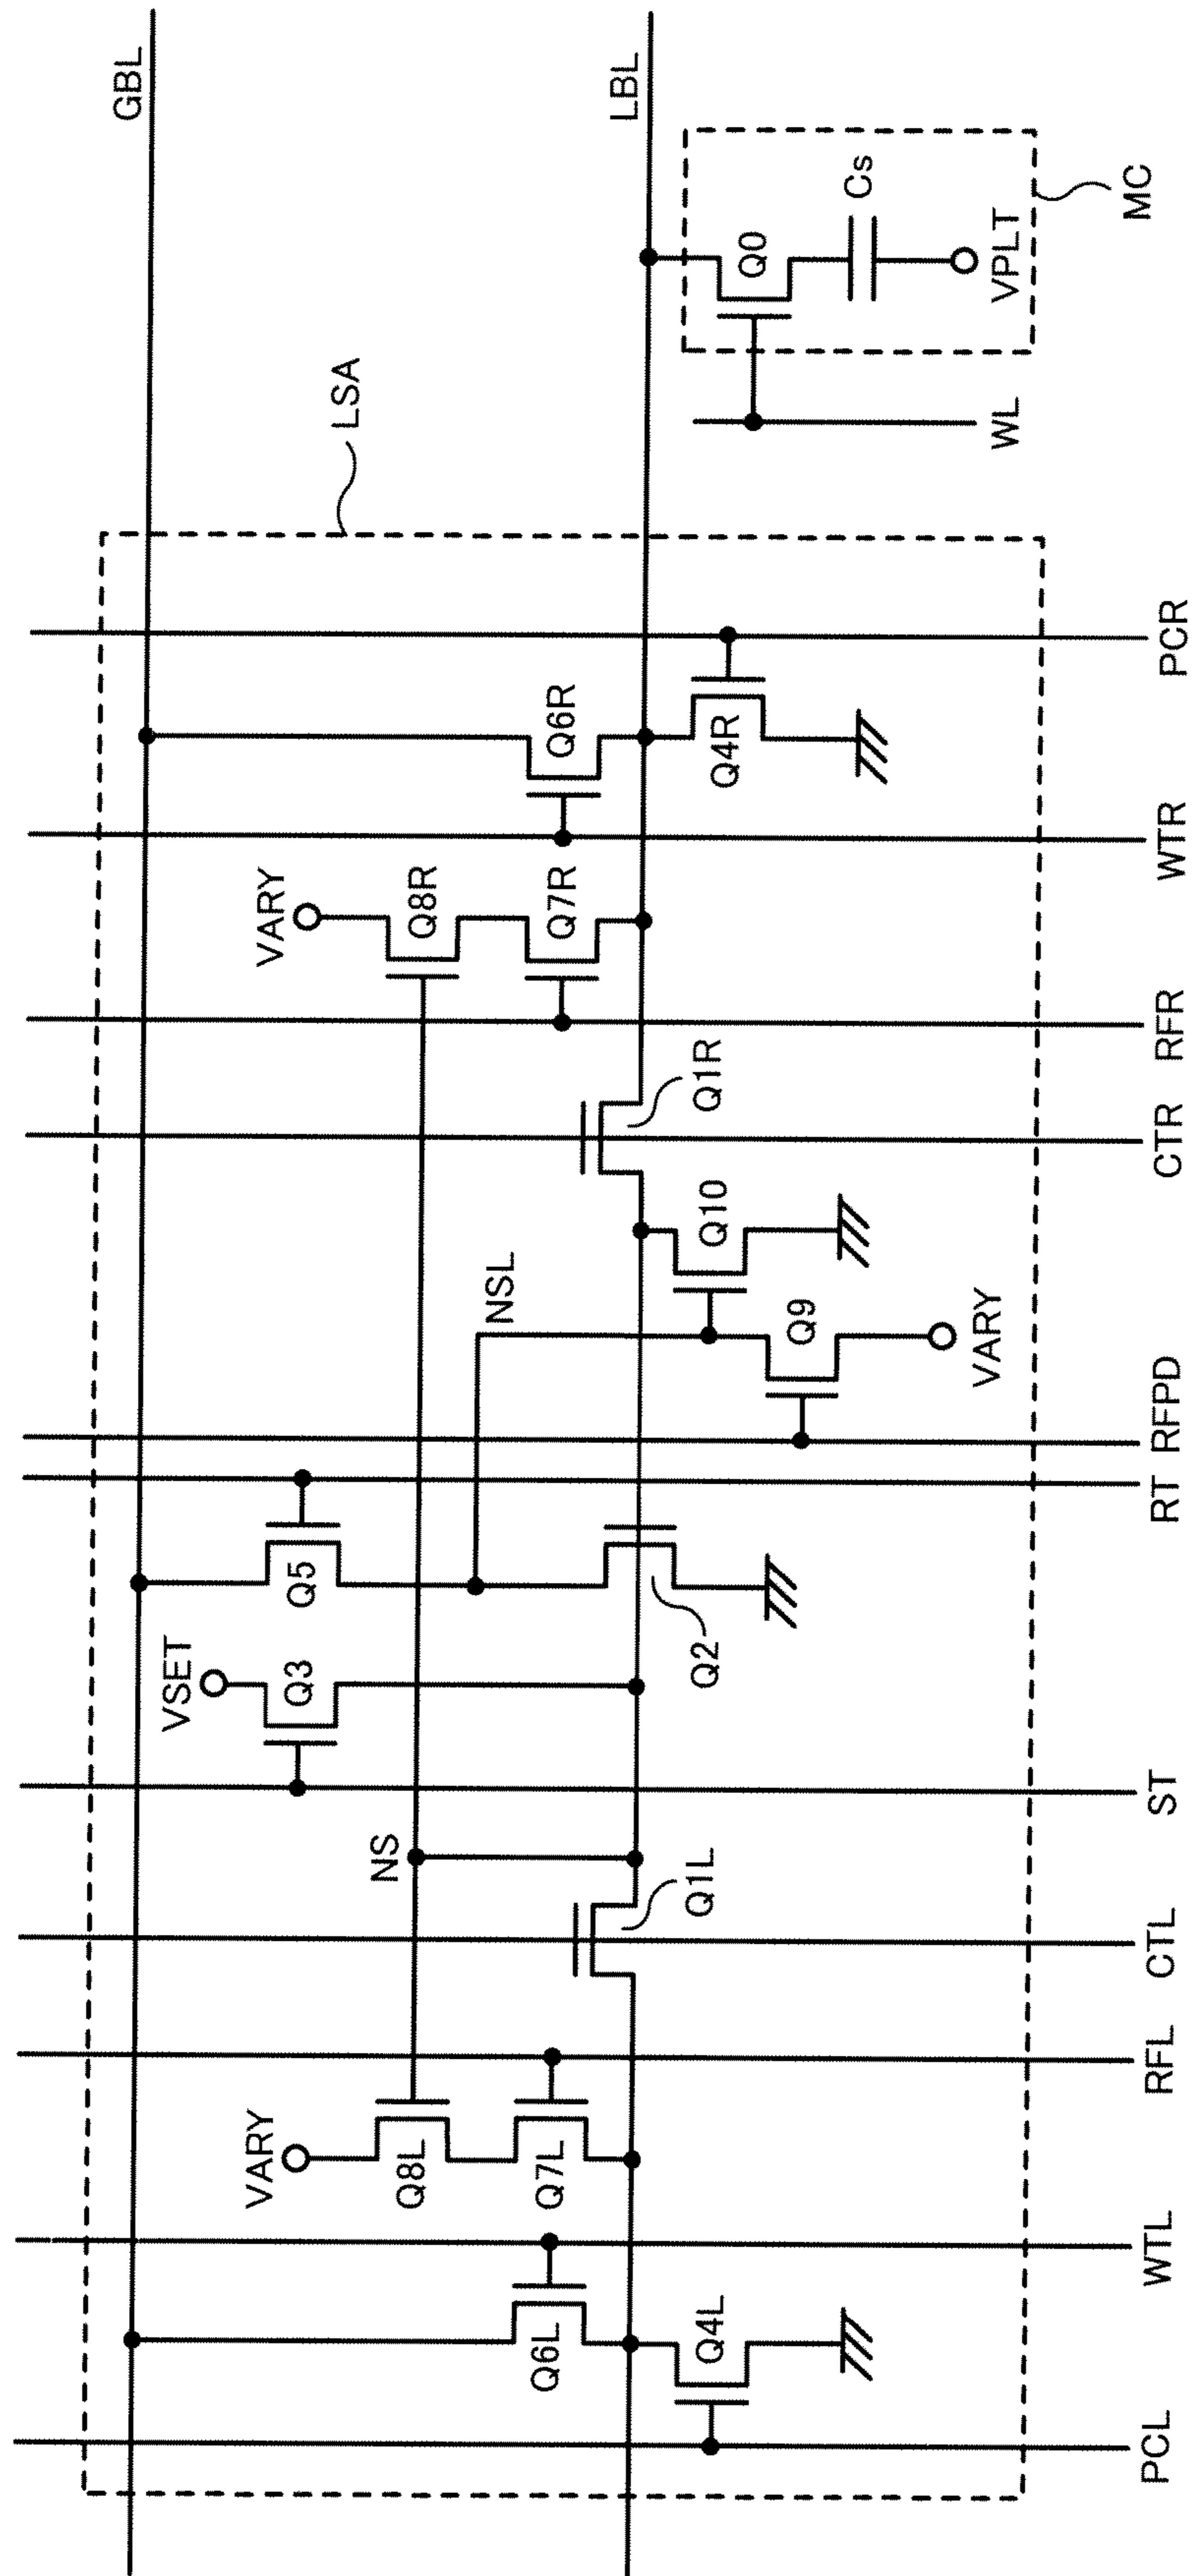 GBL
LBL
LSA
MC
Q0
Cs
VPLT
WL
PCR
WTR
RFR
CTR
RFPD
RT
ST
CTL
RFL
WTL
PCL
Q6R
Q4R
VARY
Q8R
Q7R
Q1R
Q10
NSL
Q9
VARY
Q5
Q2
VSET
Q3
NS
Q1L
VARY
Q8L
Q7L
Q6L
Q4L